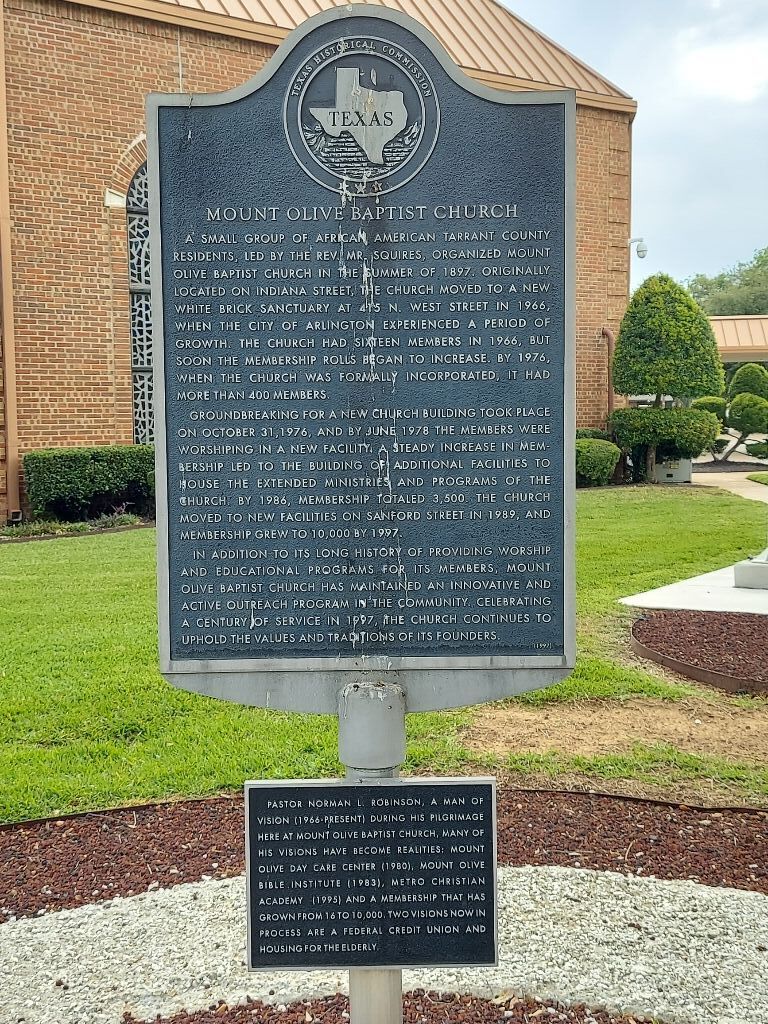 TEXAS HISTORICAL COMMISSION
TEXAS
MOUNT OLIVE BAPTIST CHURCH
A SMALL GROUP OF AFRICAN AMERICAN TARRANT COUNTY
RESIDENTS, LED BY THE REV. MR. SQUIRES, ORGANIZED MOUNT
OLIVE BAPTIST CHURCH IN THE SUMMER OF 1897. ORIGINALLY
LOCATED ON INDIANA STREET, THE CHURCH MOVED TO A NEW
WHITE BRICK SANCTUARY AT 415 N. WEST STREET IN 1966,
WHEN THE CITY OF ARLINGTON EXPERIENCED A PERIOD OF
GROWTH. THE CHURCH HAD SIXTEEN MEMBERS IN 1966, BUT
SOON THE MEMBERSHIP ROLLS BEGAN TO INCREASE. BY 1976,
WHEN THE CHURCH WAS FORMALLY INCORPORATED, IT HAD
MORE THAN 400 MEMBERS.
GROUNDBREAKING FOR A NEW CHURCH BUILDING TOOK PLACE
ON OCTOBER 31,1976, AND BY JUNE 1978 THE MEMBERS WERE
WORSHIPING IN A NEW FACILITY. A STEADY INCREASE IN MEM-
BERSHIP LED TO THE BUILDING OF ADDITIONAL FACILITIES TO
HOUSE THE EXTENDED MINISTRIES AND PROGRAMS OF THE
CHURCH. BY 1986, MEMBERSHIP TOTALED 3,500. THE CHURCH
MOVED TO NEW FACILITIES ON SANFORD STREET IN 1989, AND
MEMBERSHIP GREW TO 10,000 BY 1997.
IN ADDITION TO ITS LONG HISTORY OF PROVIDING WORSHIP
AND EDUCATIONAL PROGRAMS FOR ITS MEMBERS, MOUNT
OLIVE BAPTIST CHURCH HAS MAINTAINED AN INNOVATIVE AND
ACTIVE OUTREACH PROGRAM IN THE COMMUNITY. CELEBRATING
A CENTURY OF SERVICE IN 1997, THE CHURCH CONTINUES TO
UPHOLD THE VALUES AND TRADITIONS OF ITS FOUNDERS.
(1997)
PASTOR NORMAN L. ROBINSON, A MAN OF
VISION (1966-PRESENT) DURING HIS PILGRIMAGE
HERE AT MOUNT OLIVE BAPTIST CHURCH, MANY OF
HIS VISIONS HAVE BECOME REALITIES: MOUNT
OLIVE DAY CARE CENTER (1980), MOUNT OLIVE
BIBLE INSTITUTE (1983), METRO CHRISTIAN
ACADEMY (1995) AND A MEMBERSHIP THAT HAS
GROWN FROM 16 TO 10,000. TWO VISIONS NOW IN
PROCESS ARE A FEDERAL CREDIT UNION AND
HOUSING FOR THE ELDERLY.